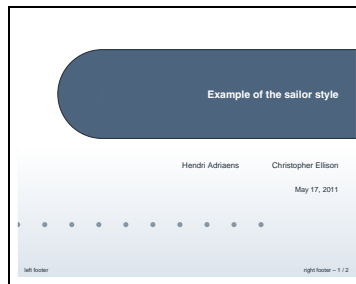 Example of the sailor style
Hendri Adriaens Christopher Ellison
May 17, 2011
left footer right footer – 1 / 2